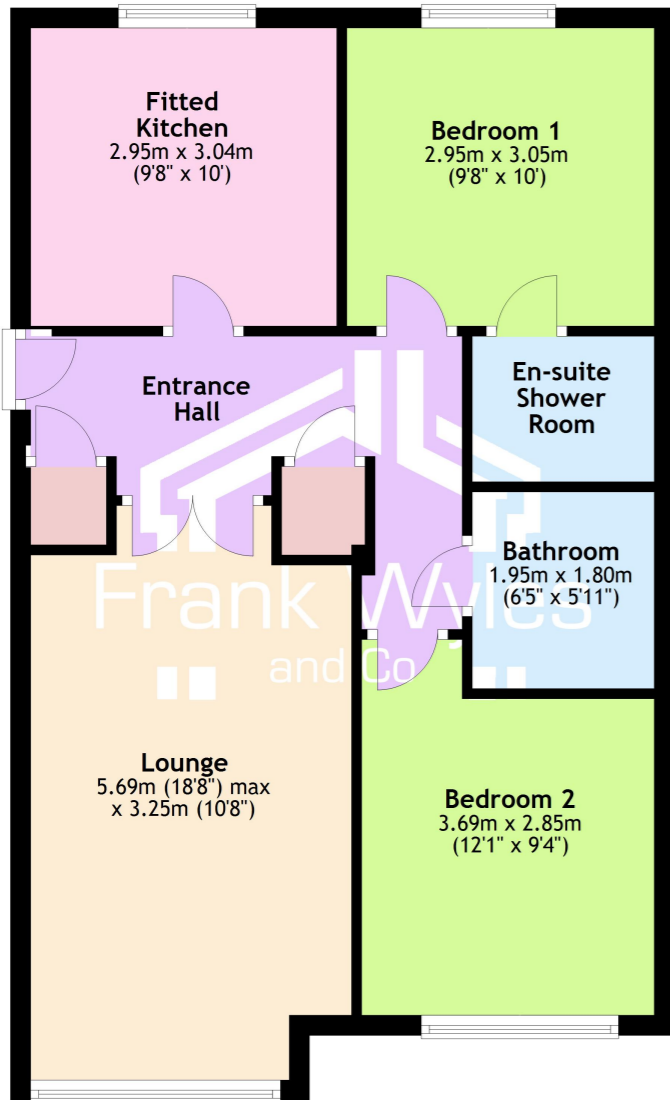 Fitted
Kitchen
2.95m x 3.04m
(9'8" x 10')
Bedroom 1
2.95m x 3.05m
(9'8" x 10')
Entrance
Hall
En-suite
Shower
Room
Bathroom
1.95m x 1.80m
(6'5" x 5'11")
Frank Wyles
and Co
Lounge
5.69m (18'8") max
x 3.25m (10'8")
Bedroom 2
3.69m x 2.85m
(12'1" x 9'4")